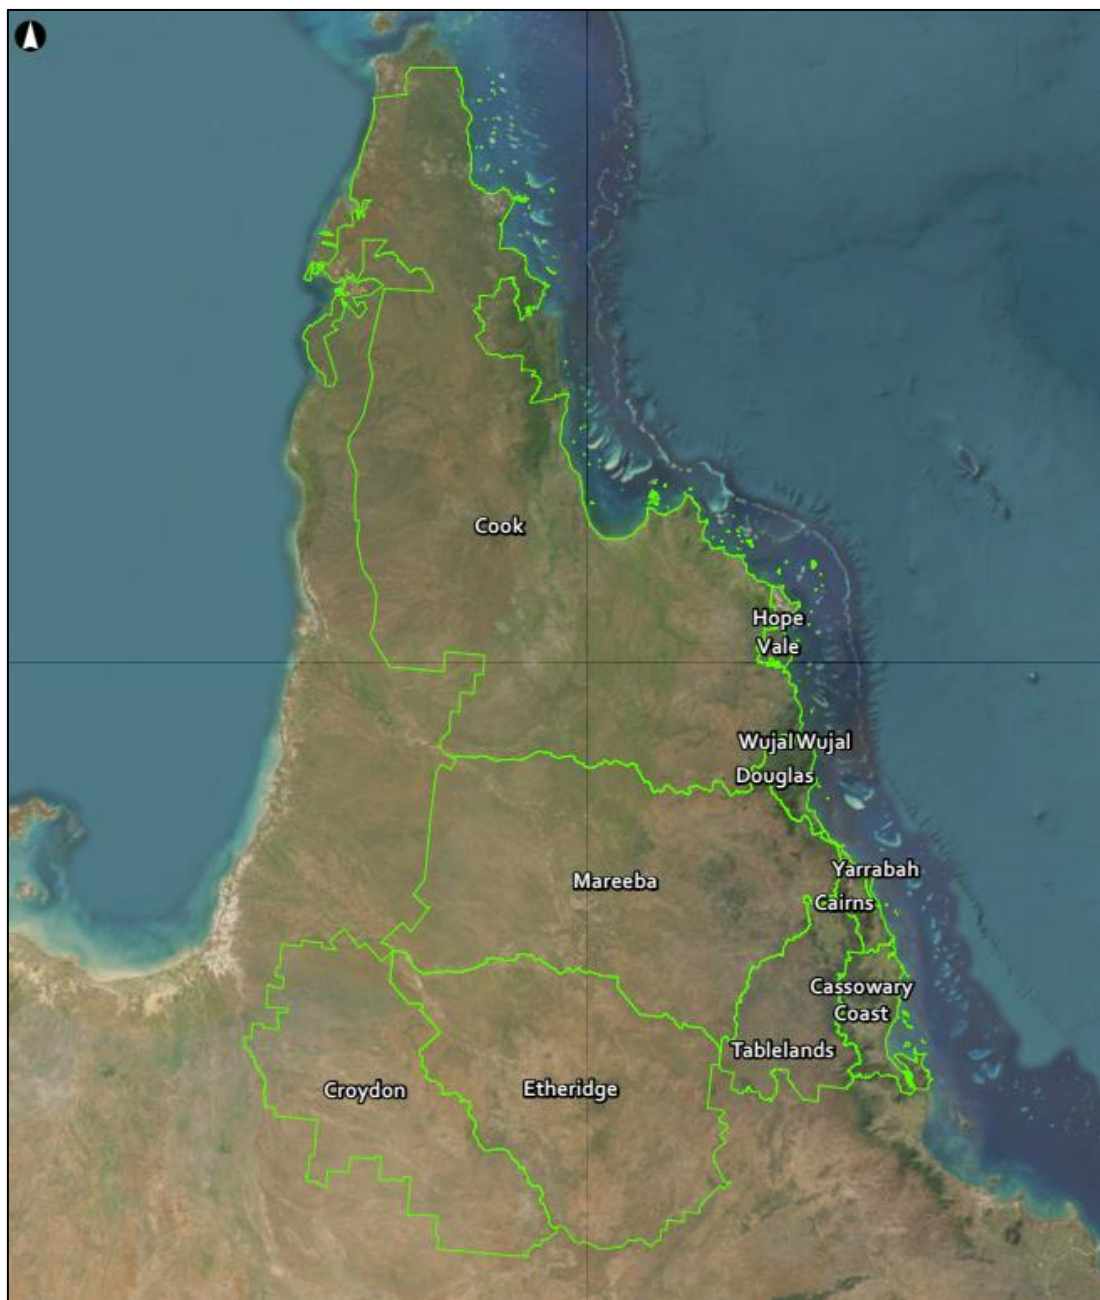 Cook
Hope
Vale
Wujal Wujal
Douglas
Yarrabah
Mareeba
Cairns
Cassowary
Coast
Tablelands
Croydon
Etheridge